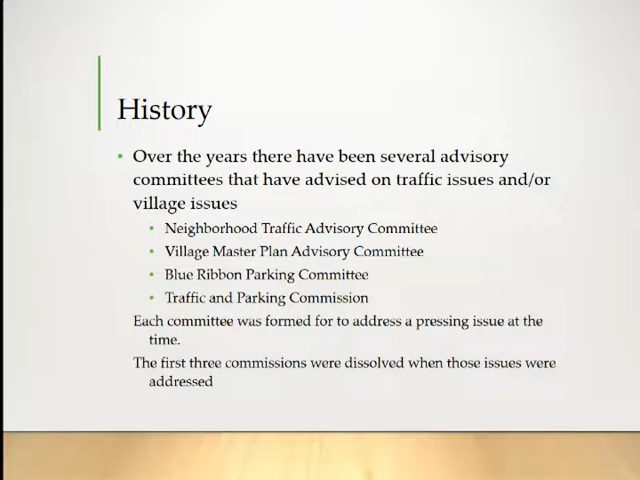 History
• Over the years there have been several advisory
committees that have advised on traffic issues and/or
village issues
• Neighborhood Traffic Advisory Committee
• Village Master Plan Advisory Committee
• Blue Ribbon Parking Committee
• Traffic and Parking Commission
Each committee was formed for to address a pressing issue at the
time.
The first three commissions were dissolved when those issues were
addressed